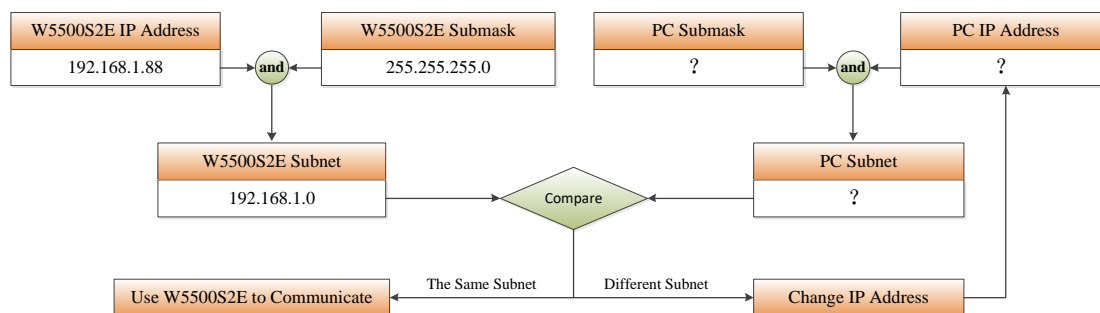 W5500S2E IP Address
192.168.1.88
and
W5500S2E Submask
255.255.255.0
PC Submask
?
and
PC IP Address
?
W5500S2E Subnet
192.168.1.0
Compare
PC Subnet
?
The Same Subnet
Different Subnet
Use W5500S2E to Communicate
Change IP Address